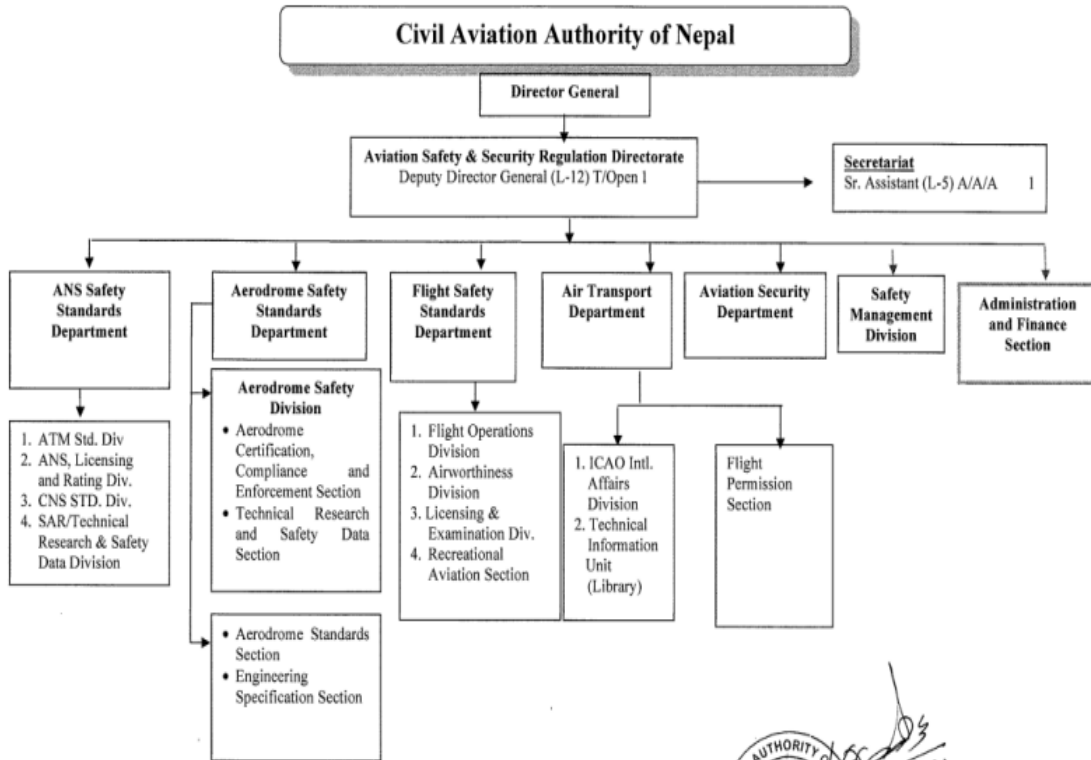 Civil Aviation Authority of Nepal
Director General
Aviation Safety & Security Regulation Directorate
Deputy Director General (L-12) T/Open 1
Secretariat
Sr. Assistant (L-5) A/A/A 1
ANS Safety
Standards
Department
Aerodrome Safety
Standards
Department
Flight Safety
Standards
Department
Air Transport
Department
Aviation Security
Department
Safety
Management
Division
Administration
and Finance
Section
1. ATM Std. Div
2. ANS, Licensing
and Rating Div.
3. CNS STD. Div.
4. SAR/Technical
Research & Safety
Data Division
Aerodrome Safety
Division
• Aerodrome
Certification,
Compliance and
Enforcement Section
• Technical Research
and Safety Data
Section
• Aerodrome Standards
Section
• Engineering
Specification Section
1. Flight Operations
Division
2. Airworthiness
Division
3. Licensing &
Examination Div.
4. Recreational
Aviation Section
1. ICAO Intl.
Affairs
Division
2. Technical
Information
Unit
(Library)
Flight
Permission
Section
AUTHORITY